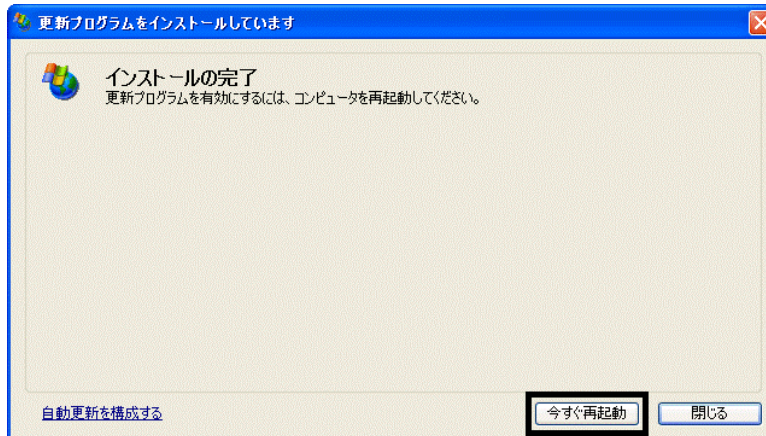 更新プログラムをインストールしています
インストールの完了
更新プログラムを有効にするには、コンピュータを再起動してください。
自動更新を構成する
今すぐ再起動
閉じる